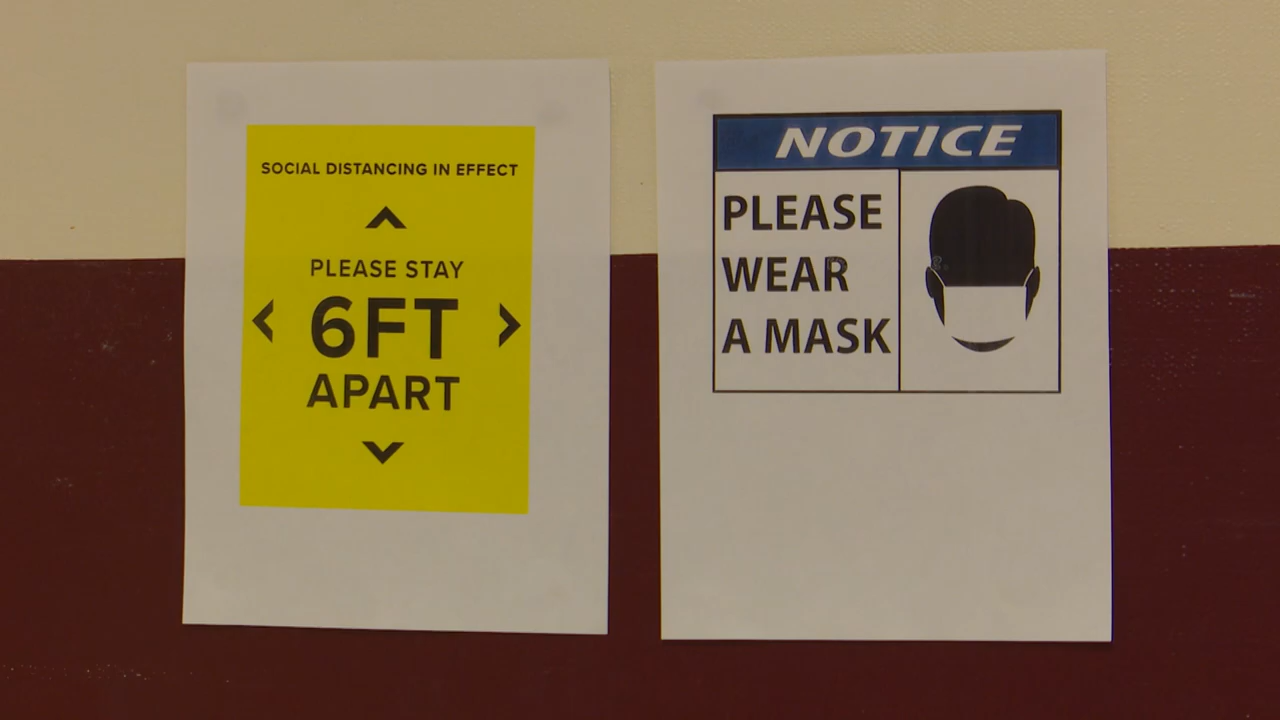 SOCIAL DISTANCING IN EFFECT
PLEASE STAY
6FT
APART
NOTICE
PLEASE
WEAR
A MASK